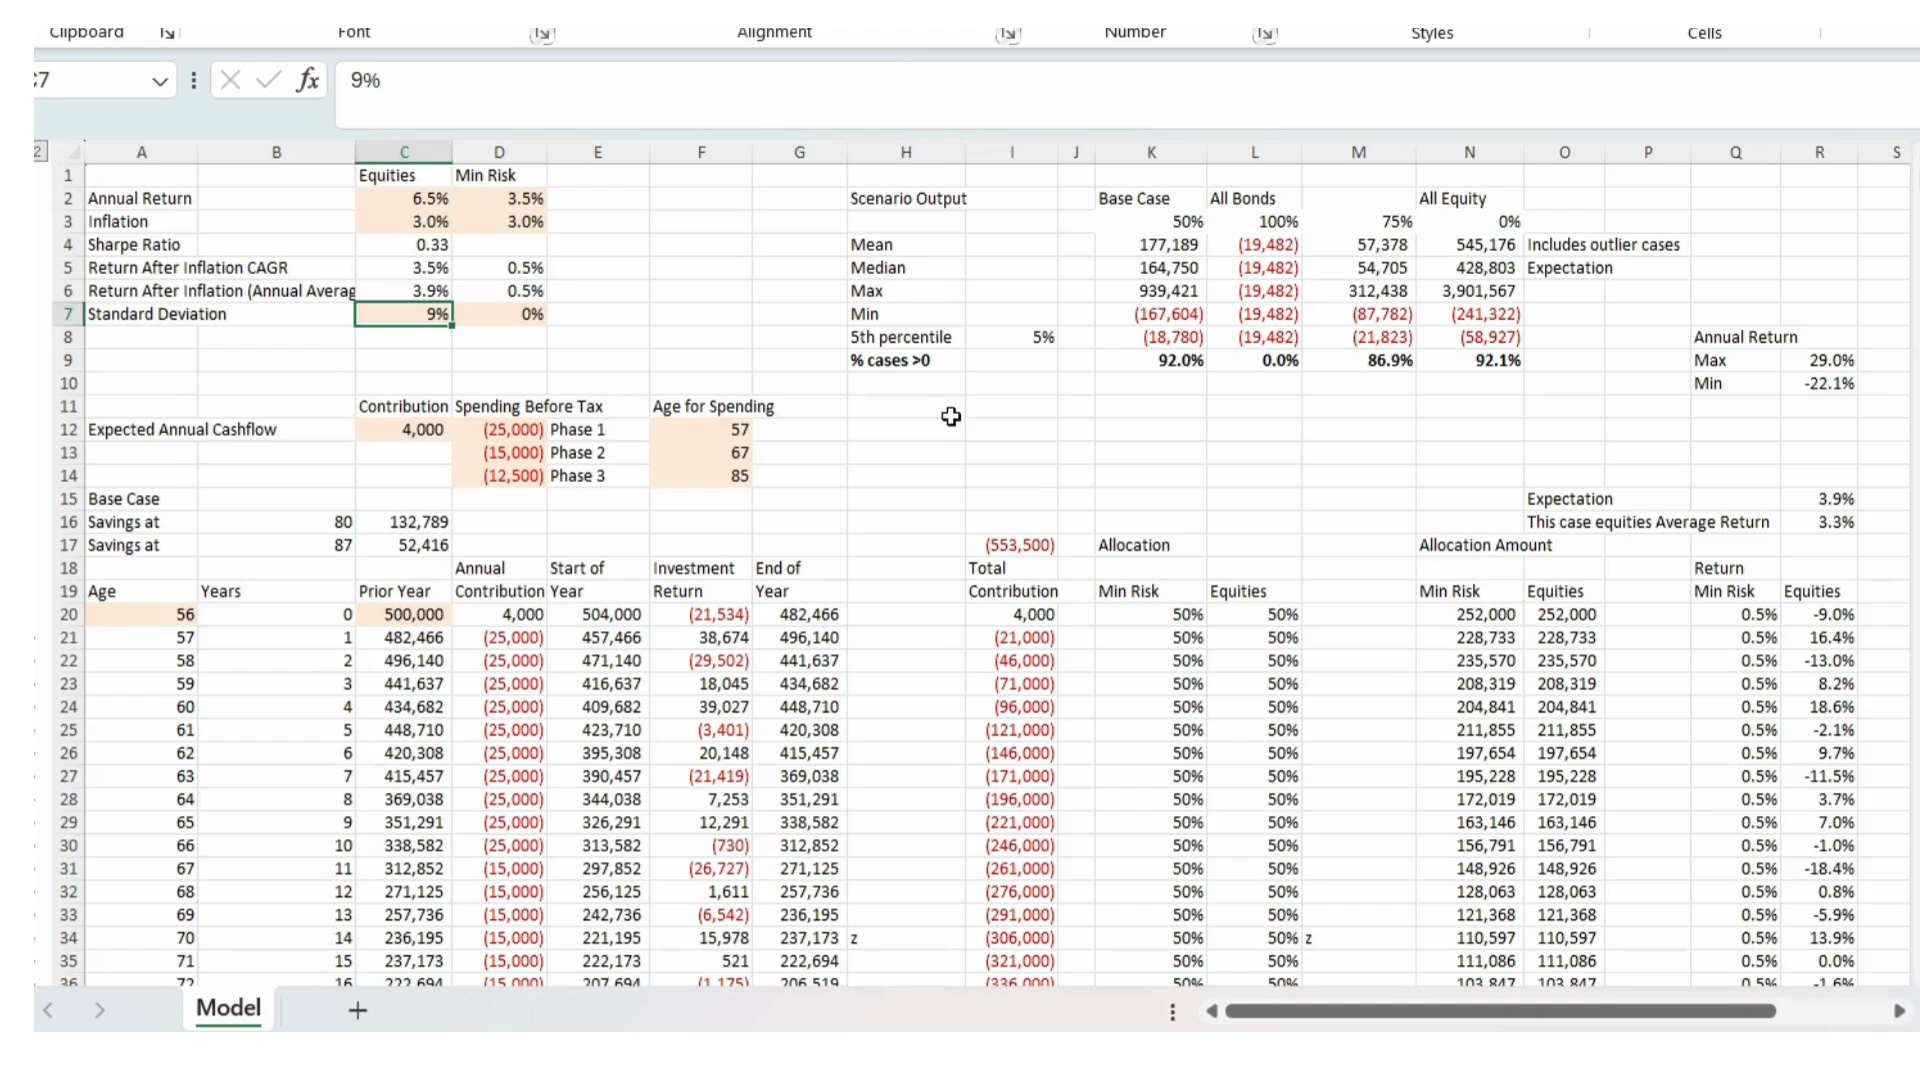 Clipboard Font Alignment Number Styles Cells
9%
A B C D E F G H I J K L M N O P Q R S
1 Equities Min Risk
2 Annual Return 6.5% 3.5% Scenario Output Base Case All Bonds All Equity
3 Inflation 3.0% 3.0% 50% 100% 75% 0%
4 Sharpe Ratio 0.33 Mean 177,189 (19,482) 57,378 545,176 Includes outlier cases
5 Return After Inflation CAGR 3.5% 0.5% Median 164,750 (19,482) 54,705 428,803 Expectation
6 Return After Inflation (Annual Averag 3.9% 0.5% Max 939,421 (19,482) 312,438 3,901,567
7 Standard Deviation 9% 0% Min (167,604) (19,482) (87,782) (241,322)
8 5th percentile 5% (18,780) (19,482) (21,823) (58,927) Annual Return
9 % cases >0 92.0% 0.0% 86.9% 92.1% Max 29.0%
10 Min -22.1%
11 Contribution Spending Before Tax Age for Spending
12 Expected Annual Cashflow 4,000 (25,000) Phase 1 57
13 (15,000) Phase 2 67
14 (12,500) Phase 3 85
15 Base Case Expectation 3.9%
16 Savings at 80 132,789 This case equities Average Return 3.3%
17 Savings at 87 52,416 (553,500) Allocation Allocation Amount
18 Annual Start of Investment End of Total Return
19 Age Years Prior Year Contribution Year Return Year Contribution Min Risk Equities Min Risk Equities Min Risk Equities
20 56 0 500,000 4,000 504,000 (21,534) 482,466 4,000 50% 50% 252,000 252,000 0.5% -9.0%
21 57 1 482,466 (25,000) 457,466 38,674 496,140 (21,000) 50% 50% 228,733 228,733 0.5% 16.4%
22 58 2 496,140 (25,000) 471,140 (29,502) 441,637 (46,000) 50% 50% 235,570 235,570 0.5% -13.0%
23 59 3 441,637 (25,000) 416,637 18,045 434,682 (71,000) 50% 50% 208,319 208,319 0.5% 8.2%
24 60 4 434,682 (25,000) 409,682 39,027 448,710 (96,000) 50% 50% 204,841 204,841 0.5% 18.6%
25 61 5 448,710 (25,000) 423,710 (3,401) 420,308 (121,000) 50% 50% 211,855 211,855 0.5% -2.1%
26 62 6 420,308 (25,000) 395,308 20,148 415,457 (146,000) 50% 50% 197,654 197,654 0.5% 9.7%
27 63 7 415,457 (25,000) 390,457 (21,419) 369,038 (171,000) 50% 50% 195,228 195,228 0.5% -11.5%
28 64 8 369,038 (25,000) 344,038 7,253 351,291 (196,000) 50% 50% 172,019 172,019 0.5% 3.7%
29 65 9 351,291 (25,000) 326,291 12,291 338,582 (221,000) 50% 50% 163,146 163,146 0.5% 7.0%
30 66 10 338,582 (25,000) 313,582 (730) 312,852 (246,000) 50% 50% 156,791 156,791 0.5% -1.0%
31 67 11 312,852 (15,000) 297,852 (26,727) 271,125 (261,000) 50% 50% 148,926 148,926 0.5% -18.4%
32 68 12 271,125 (15,000) 256,125 1,611 257,736 (276,000) 50% 50% 128,063 128,063 0.5% 0.8%
33 69 13 257,736 (15,000) 242,736 (6,542) 236,195 (291,000) 50% 50% 121,368 121,368 0.5% -5.9%
34 70 14 236,195 (15,000) 221,195 15,978 237,173 z (306,000) 50% 50% z 110,597 110,597 0.5% 13.9%
35 71 15 237,173 (15,000) 222,173 521 222,694 (321,000) 50% 50% 111,086 111,086 0.5% 0.0%
36 72 16 222,694 (15,000) 207,694 (1,175) 206,519 (336,000) 50% 50% 103,847 103,847 0.5% -1.6%
Model